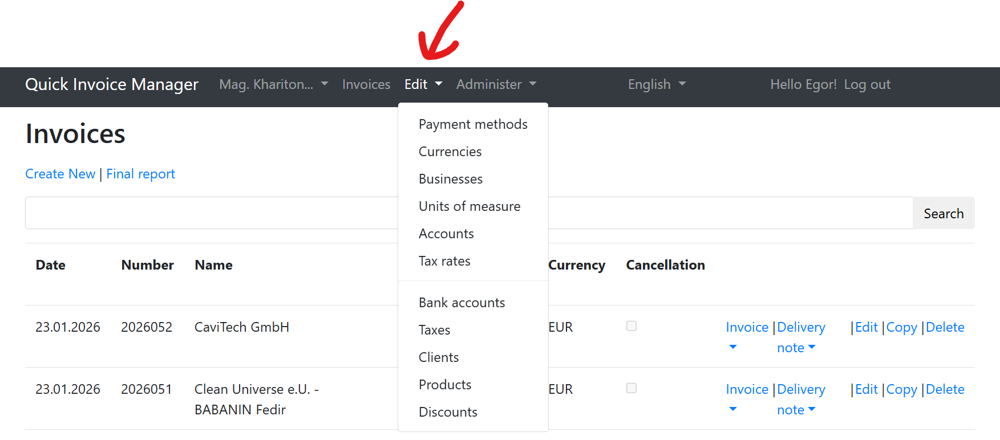 Quick Invoice Manager Mag. Khariton... Invoices Edit Administer English Hello Egor! Log out
Payment methods
Currencies
Businesses
Units of measure
Accounts
Tax rates
Bank accounts
Taxes
Clients
Products
Discounts
Invoices
Create New | Final report
Search
Date Number Name Currency Cancellation
23.01.2026 2026052 CaviTech GmbH EUR Invoice |Delivery note |Edit |Copy |Delete
23.01.2026 2026051 Clean Universe e.U. - EUR Invoice |Delivery note |Edit |Copy |Delete
BABANIN Fedir